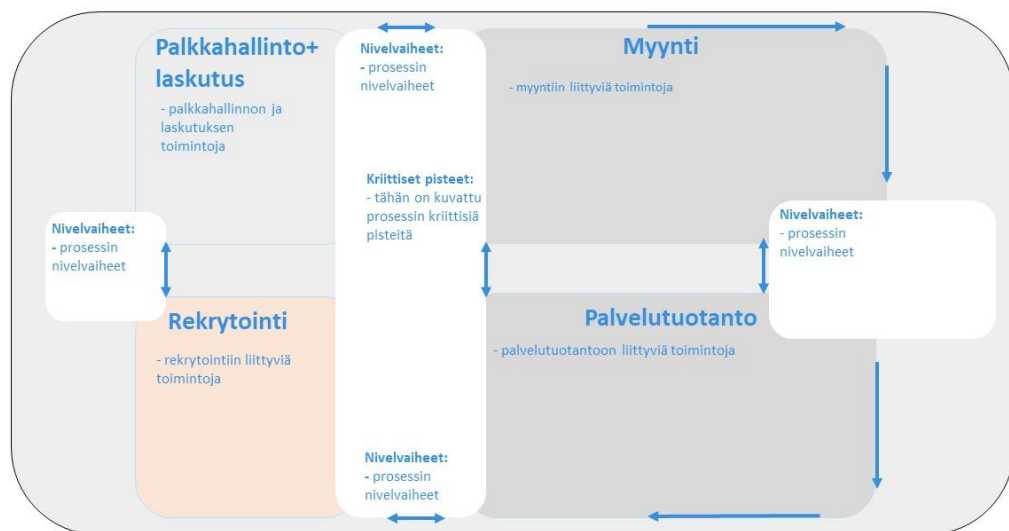 Palkkahallinto+
laskutus
- palkkahallinnon ja
laskutuksen
toimintoja
Nivelvaiheet:
- prosessin
nivelvaiheet
Myynti
- myyntiin liittyviä toimintoja
Kriittiset pisteet:
- tähän on kuvattu
prosessin kriittisiä
pisteitä
Nivelvaiheet:
- prosessin
nivelvaiheet
Nivelvaiheet:
- prosessin
nivelvaiheet
Rekrytointi
- rekrytointiin liittyviä
toimintoja
Palvelutuotanto
- palvelutuotantoon liittyviä toimintoja
Nivelvaiheet:
- prosessin
nivelvaiheet